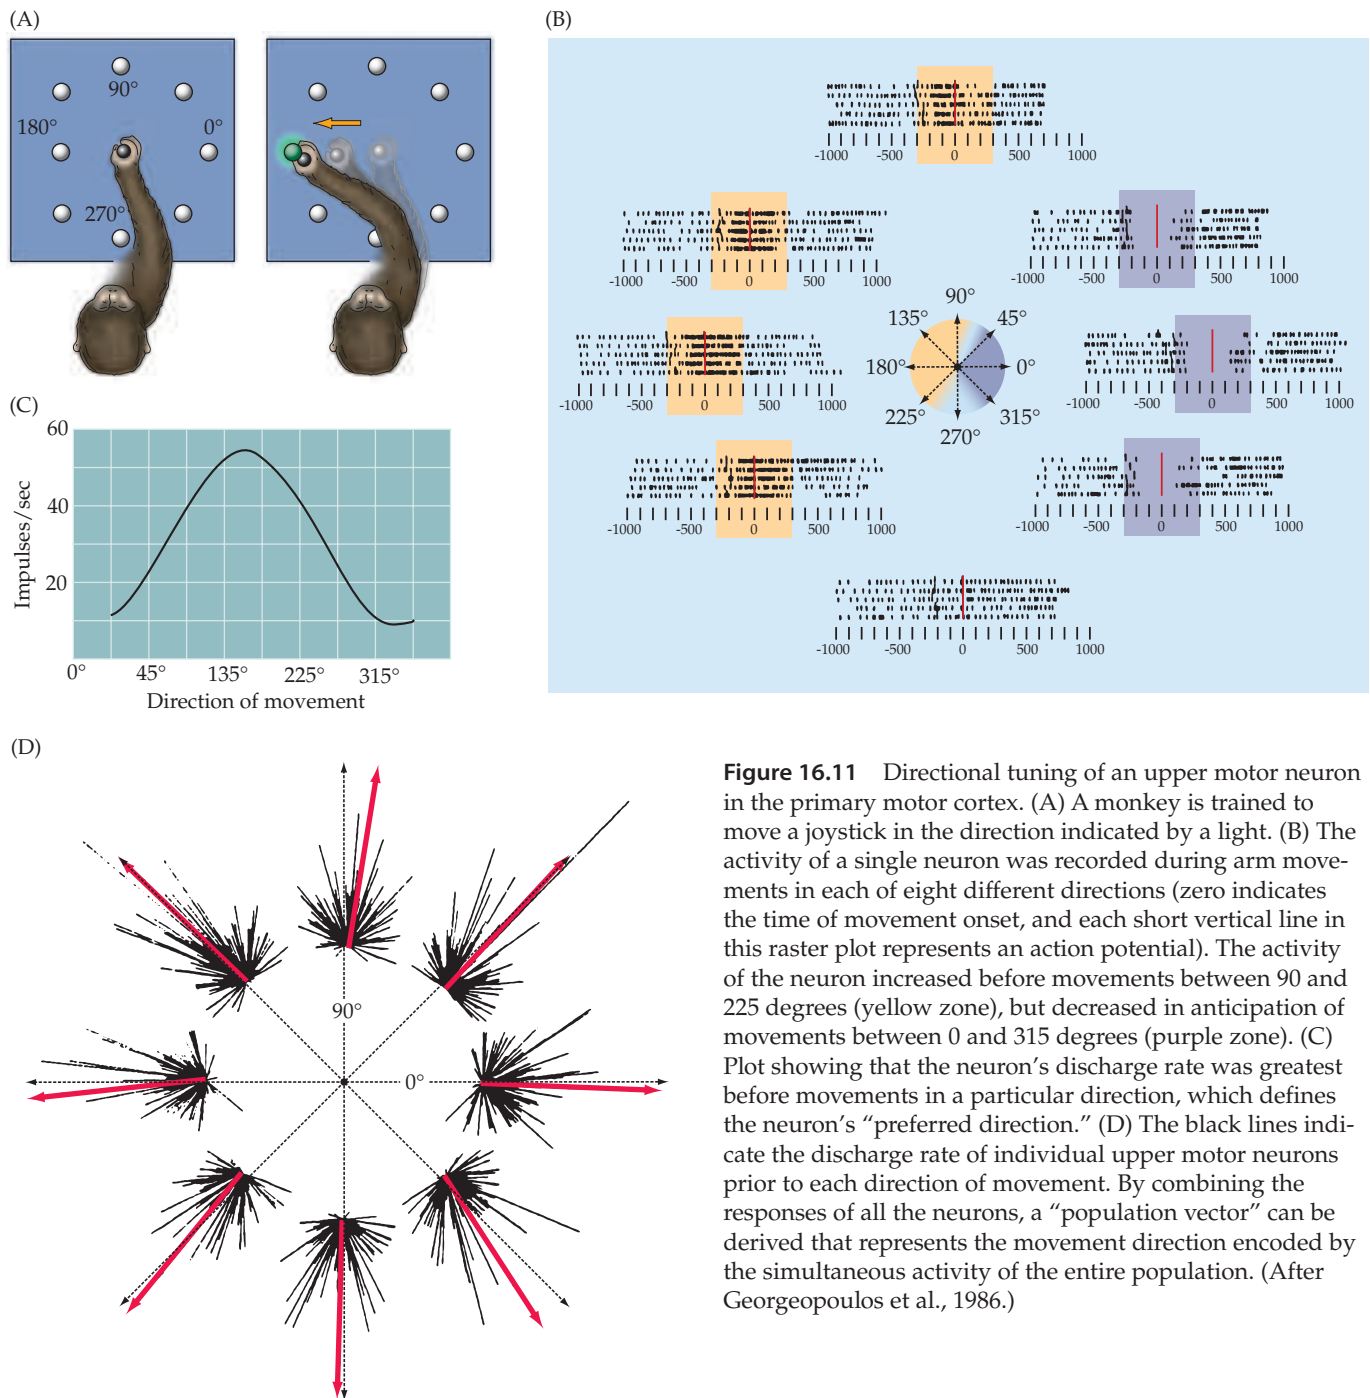 (A)
90°
180°
0°
270°
(B)
-1000 -500 0 500 1000
-1000 -500 0 500 1000
-1000 -500 0 500 1000
90°
135° 45°
180° 0°
225° 315°
270°
-1000 -500 0 500 1000
-1000 -500 0 500 1000
-1000 -500 0 500 1000
-1000 -500 0 500 1000
-1000 -500 0 500 1000
(C)
60
40
20
Impulses/sec
0° 45° 135° 225° 315°
Direction of movement
(D)
90°
0°
Figure 16.11 Directional tuning of an upper motor neuron
in the primary motor cortex. (A) A monkey is trained to
move a joystick in the direction indicated by a light. (B) The
activity of a single neuron was recorded during arm move-
ments in each of eight different directions (zero indicates
the time of movement onset, and each short vertical line in
this raster plot represents an action potential). The activity
of the neuron increased before movements between 90 and
225 degrees (yellow zone), but decreased in anticipation of
movements between 0 and 315 degrees (purple zone). (C)
Plot showing that the neuron's discharge rate was greatest
before movements in a particular direction, which defines
the neuron's “preferred direction.” (D) The black lines indi-
cate the discharge rate of individual upper motor neurons
prior to each direction of movement. By combining the
responses of all the neurons, a “population vector” can be
derived that represents the movement direction encoded by
the simultaneous activity of the entire population. (After
Georgeopoulos et al., 1986.)